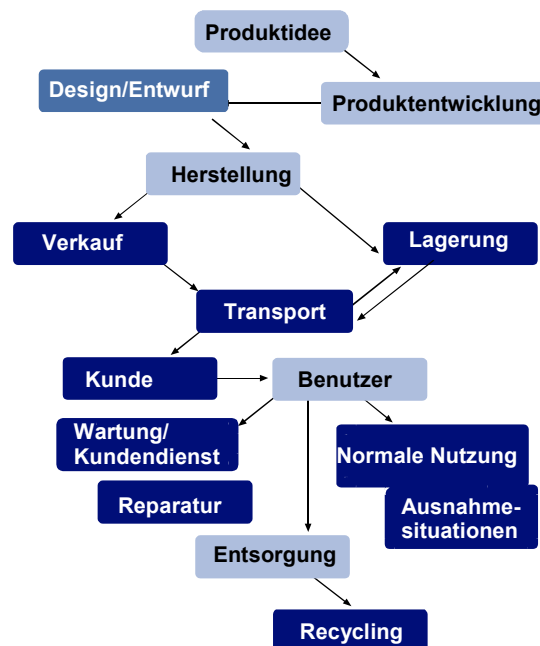 Produktidee
Design/Entwurf
Produktentwicklung
Herstellung
Verkauf
Lagerung
Transport
Kunde
Benutzer
Wartung/
Kundendienst
Normale Nutzung
Reparatur
Ausnahme-
situationen
Entsorgung
Recycling